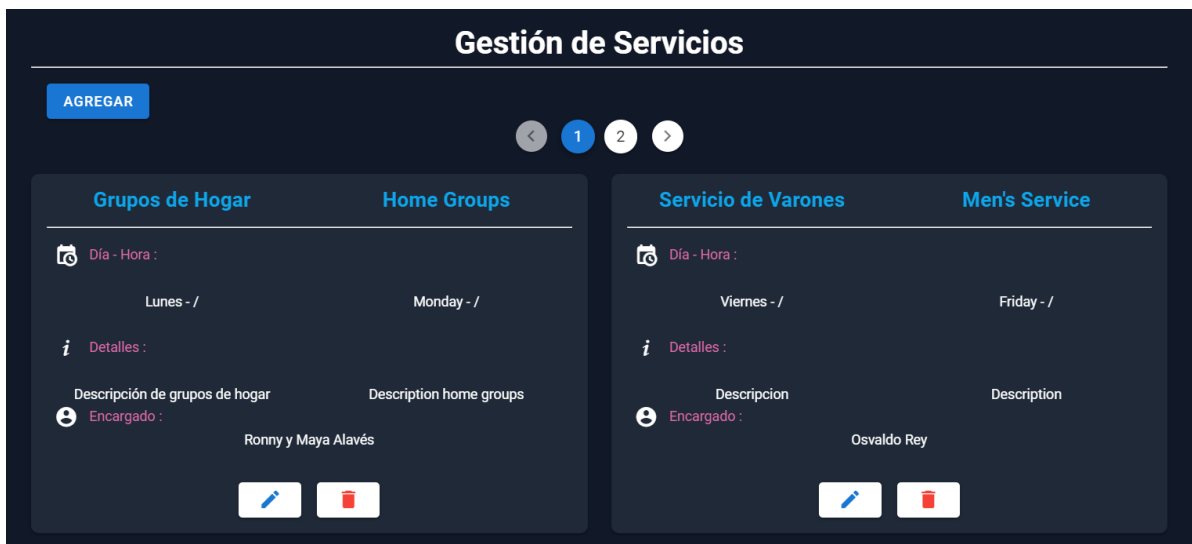 Gestión de Servicios
AGREGAR
1 2
Grupos de Hogar Home Groups
Día - Hora :
Lunes - / Monday - /
Detalles :
Descripción de grupos de hogar Description home groups
Encargado :
Ronny y Maya Alavés
Servicio de Varones Men's Service
Día - Hora :
Viernes - / Friday - /
Detalles :
Descripcion Description
Encargado :
Osvaldo Rey